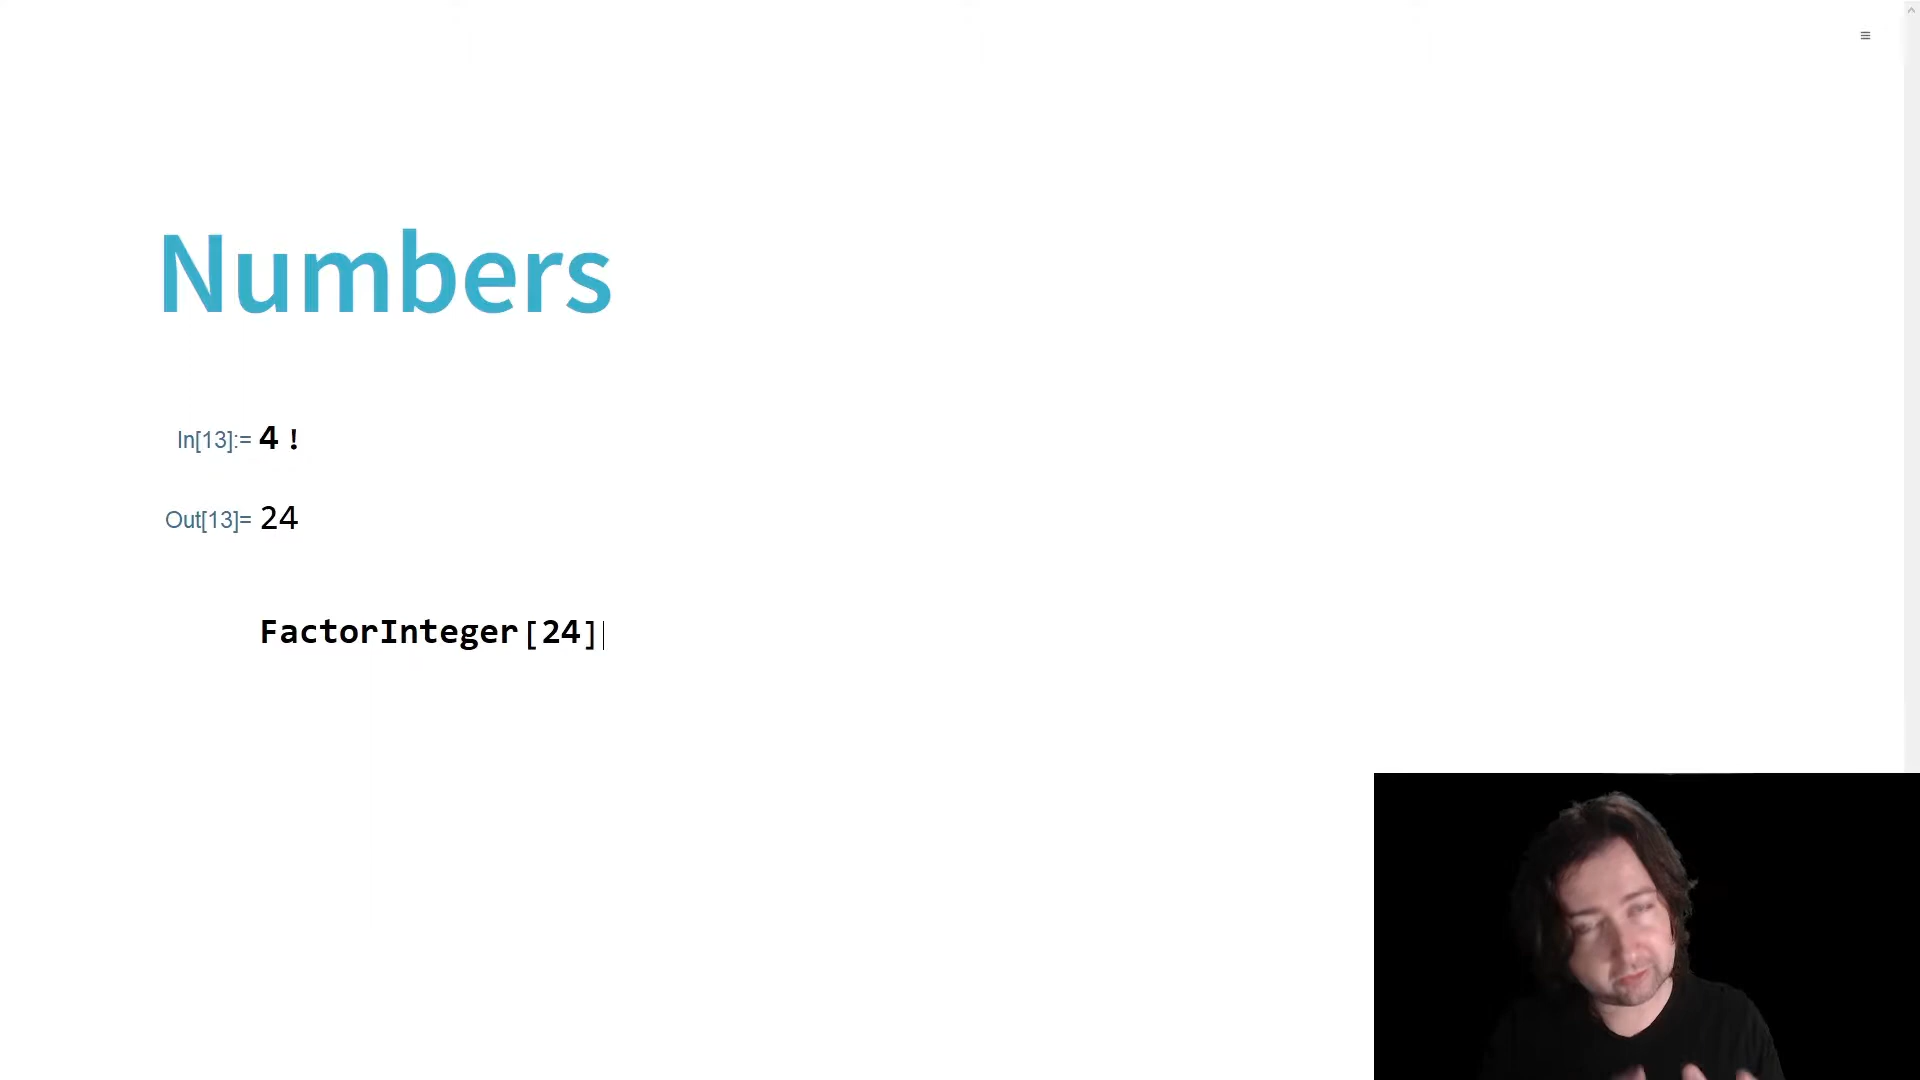 Numbers
In[13]:= 4 !
Out[13]= 24
FactorInteger[24]